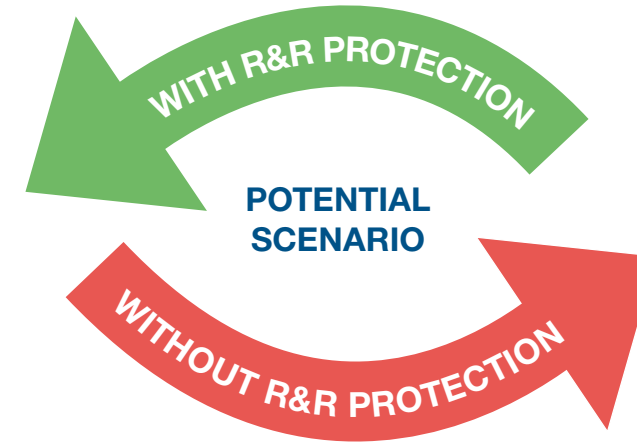 WITH R&R PROTECTION
POTENTIAL
SCENARIO
WITHOUT R&R PROTECTION